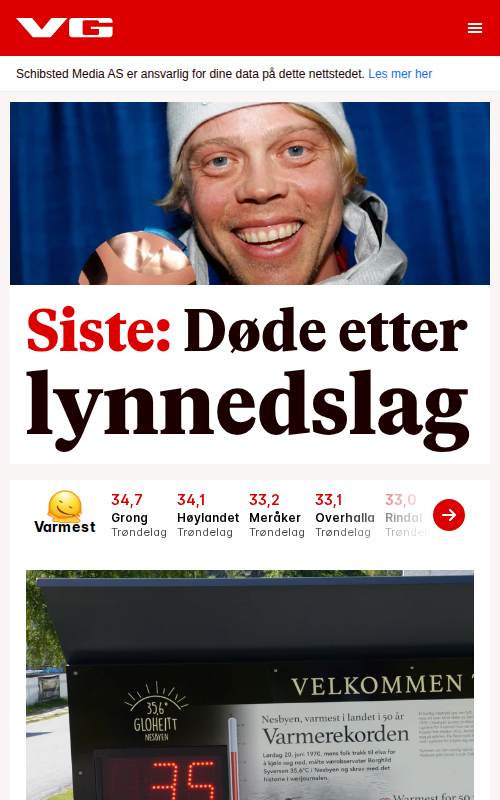 VG
Schibsted Media AS er ansvarlig for dine data på dette nettstedet. Les mer her
Siste: Døde etter
lynnedslag
Varmest
34,7
Grong
Trøndelag
34,1
Høylandet
Trøndelag
33,2
Meråker
Trøndelag
33,1
Overhalla
Trøndelag
33,0
Rindal
Trøndel
VELKOMMEN
35,6°
GLOHEITT
NESBYEN
Nesbyen, varmest i landet i 50 år
Varmerekorden
Lørdag 20. juni 1970, mens folk trakk til elva for
å kjøle seg ned, målte værobservatør Borghild
Syverson 35,6°C i Nesbyen og skrev med det
historie i værjournalen.
Varmest for 50
35